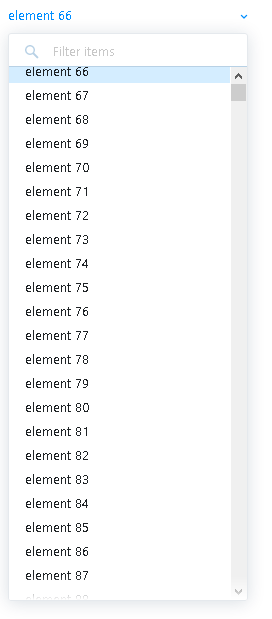 element 66
Filter items
element 66
element 67
element 68
element 69
element 70
element 71
element 72
element 73
element 74
element 75
element 76
element 77
element 78
element 79
element 80
element 81
element 82
element 83
element 84
element 85
element 86
element 87